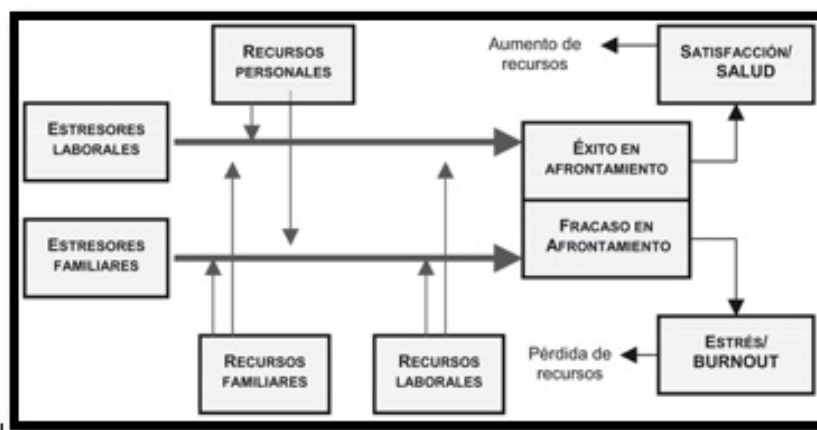 RECURSOS
PERSONALES
Aumento de
recursos
SATISFACCIÓN/
SALUD
ESTRESORES
LABORALES
ÉXITO EN
AFRONTAMIENTO
ESTRESORES
FAMILIARES
FRACASO EN
AFRONTAMIENTO
RECURSOS
FAMILIARES
RECURSOS
LABORALES
Pérdida de
recursos
ESTRÉS/
BURNOUT